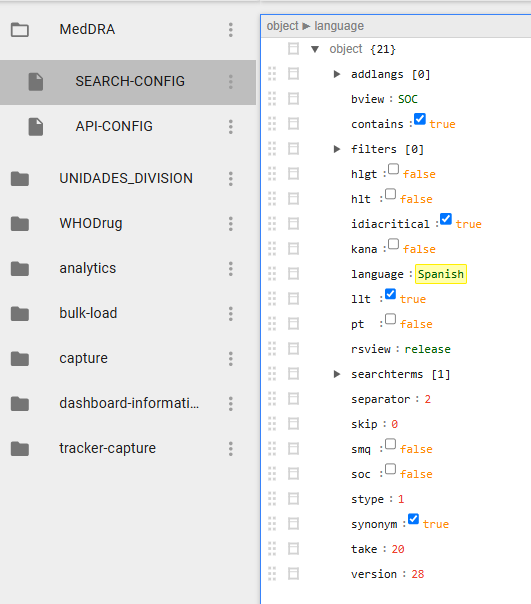 MedDRA
SEARCH-CONFIG
API-CONFIG
UNIDADES_DIVISION
WHODrug
analytics
bulk-load
capture
dashboard-informati...
tracker-capture
object ▸ language
object {21}
addlangs [0]
bview : SOC
contains : true
filters [0]
hlgt : false
hlt : false
idiacritical : true
kana : false
language : Spanish
llt : true
pt : false
rsview : release
searchterms [1]
separator : 2
skip : 0
smq : false
soc : false
stype : 1
synonym : true
take : 20
version : 28